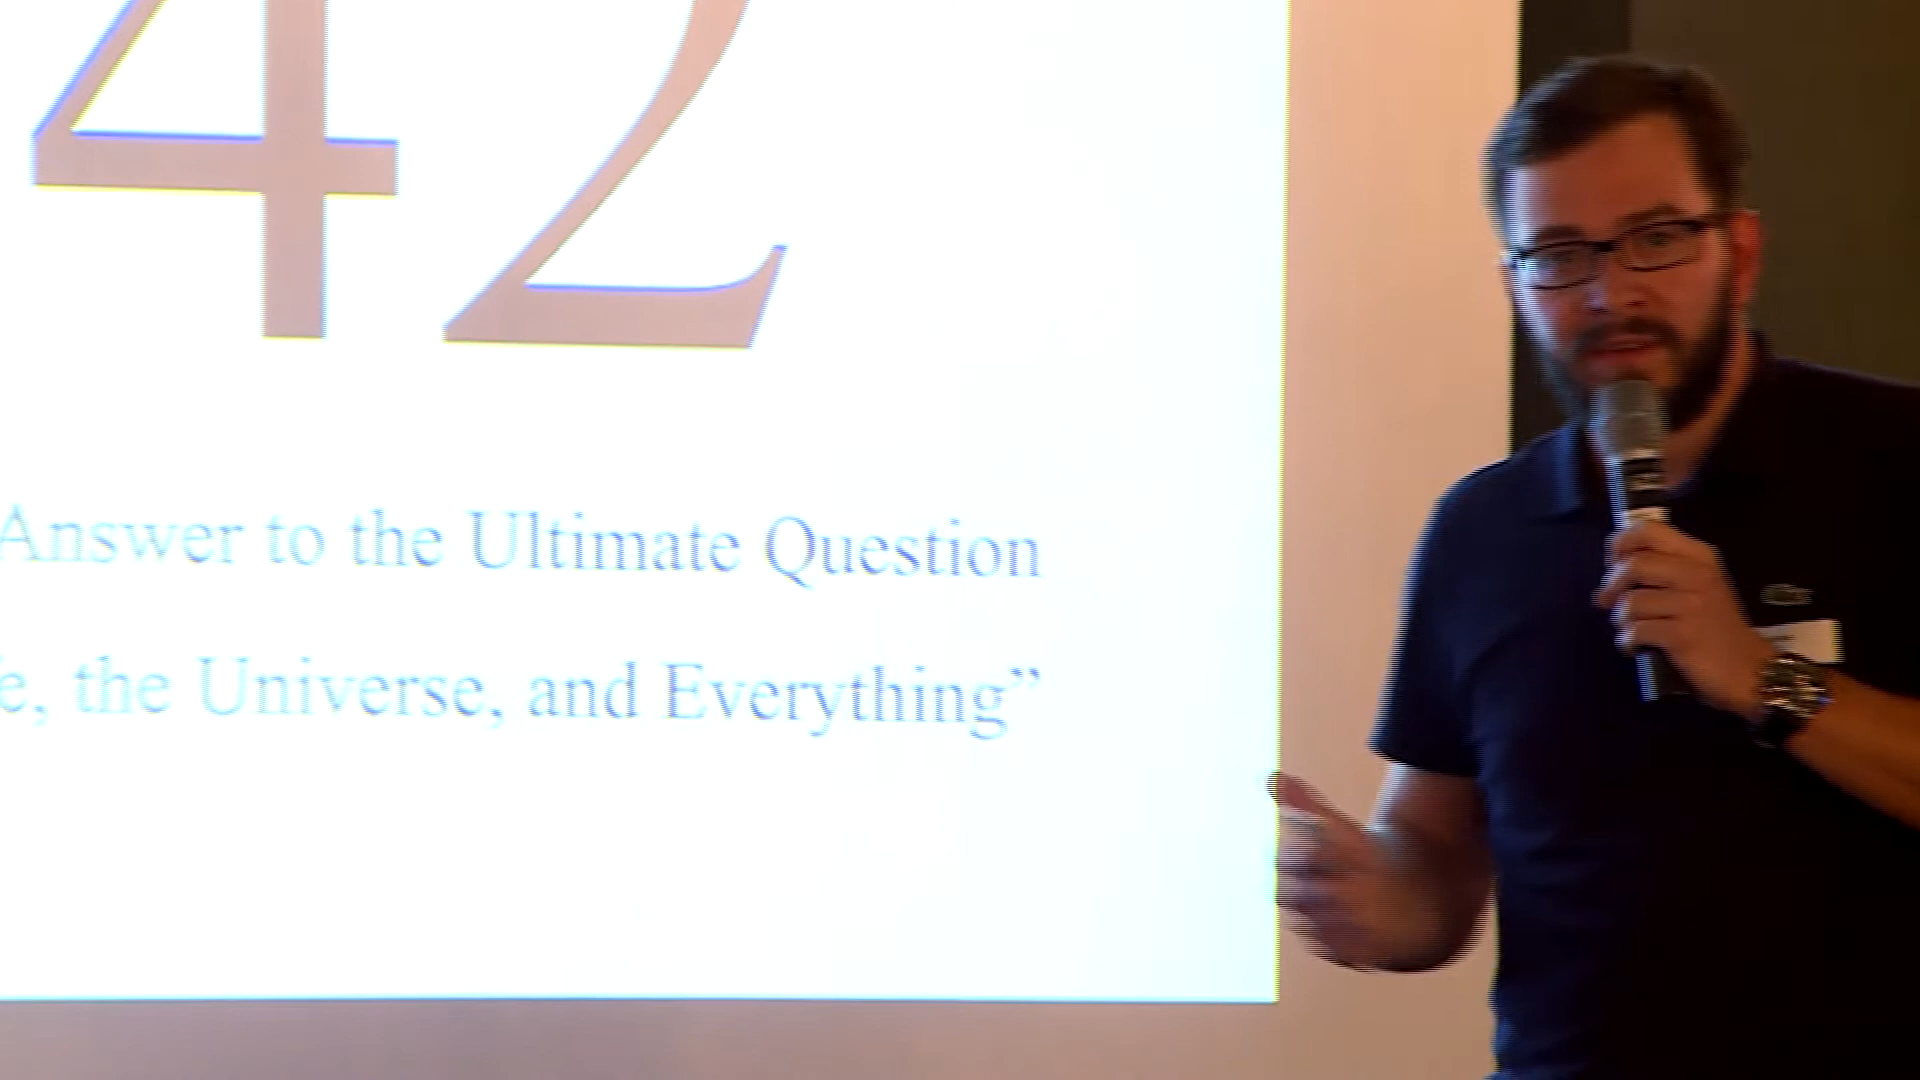 42
Answer to the Ultimate Question
e, the Universe, and Everything”